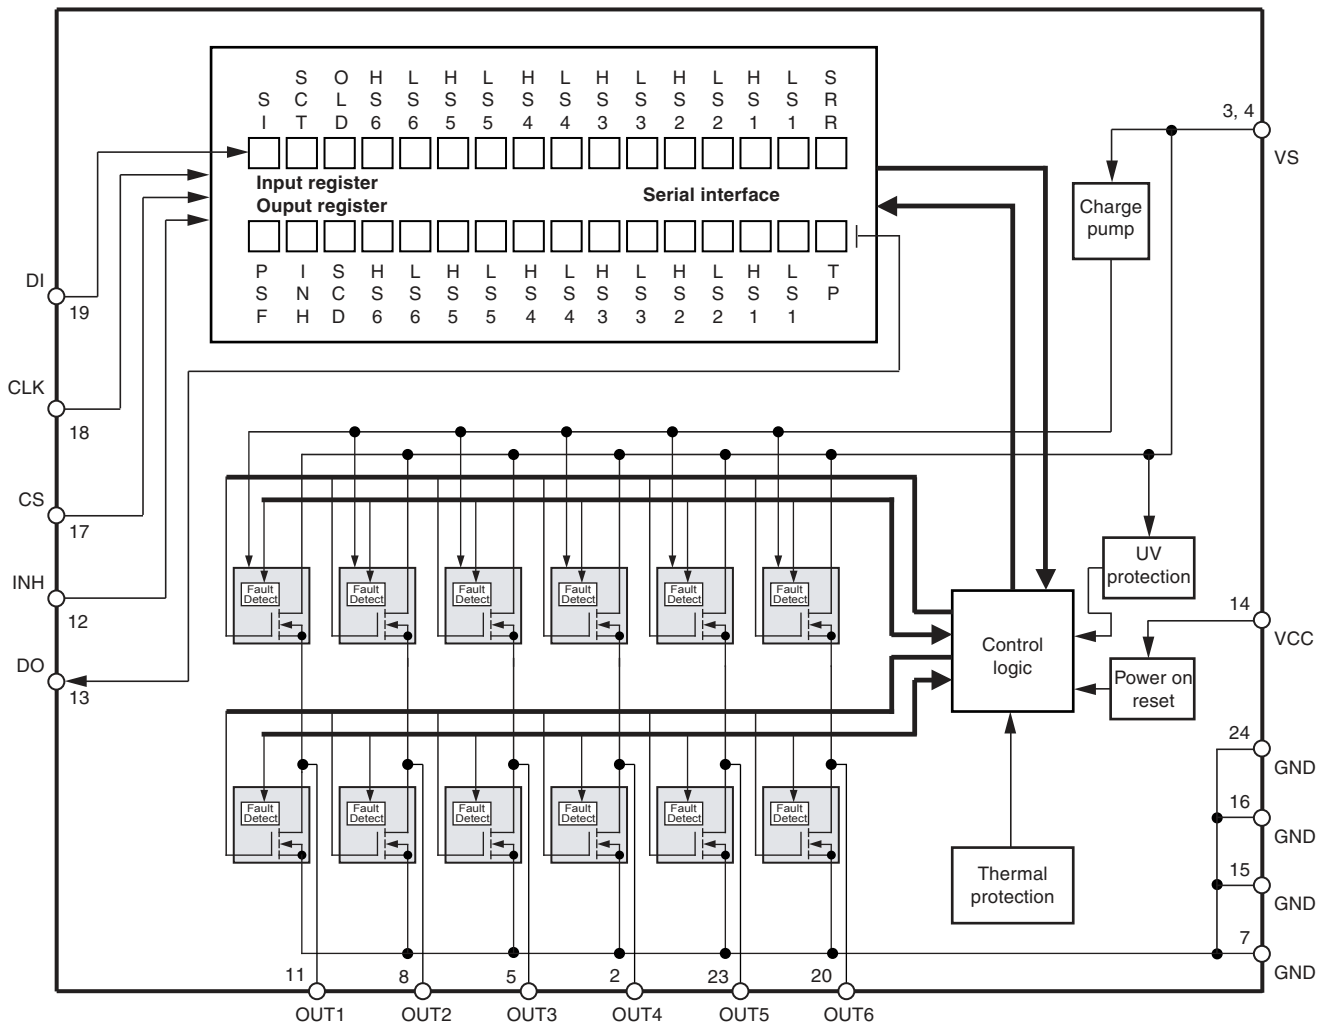 S O H L H L H L H L H L H L S
S C L S S S S S S S S S S S S R
I T D 6 6 5 5 4 4 3 3 2 2 1 1 R
3, 4
VS
Input register
Ouput register
Serial interface
Charge
pump
P I S H L H L H L H L H L H L T
S N C S S S S S S S S S S S S P
F H D 6 6 5 5 4 4 3 3 2 2 1 1
DI
19
CLK
18
CS
17
INH
12
DO
13
UV
protection
14
VCC
Control
logic
Power on
reset
Fault
Detect
Fault
Detect
Fault
Detect
Fault
Detect
Fault
Detect
Fault
Detect
24
GND
16
GND
Fault
Detect
Fault
Detect
Fault
Detect
Fault
Detect
Fault
Detect
Fault
Detect
Thermal
protection
15
GND
7
GND
11 8 5 2 23 20
OUT1 OUT2 OUT3 OUT4 OUT5 OUT6